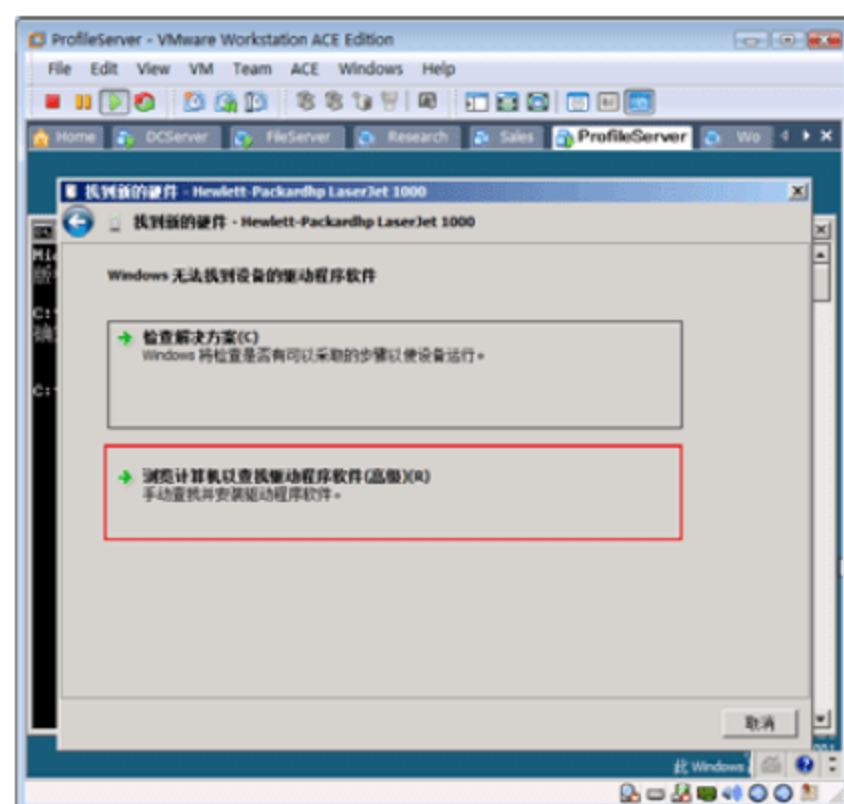 ProfileServer - VMware Workstation ACE Edition
File Edit View VM Team ACE Windows Help
Home DCServer FileServer Research Sales ProfileServer Wo
找到新的硬件 - Hewlett-Packardhp LaserJet 1000
找到新的硬件 - Hewlett-Packardhp LaserJet 1000
Windows 无法找到设备的驱动程序软件
检查解决方案(C)
Windows 将检查是否有可以采取的步骤以使设备运行。
浏览计算机以查找驱动程序软件(高级)(R)
手动查找并安装驱动程序软件。
取消
Mi
版
C:
确
C:
此 Windows